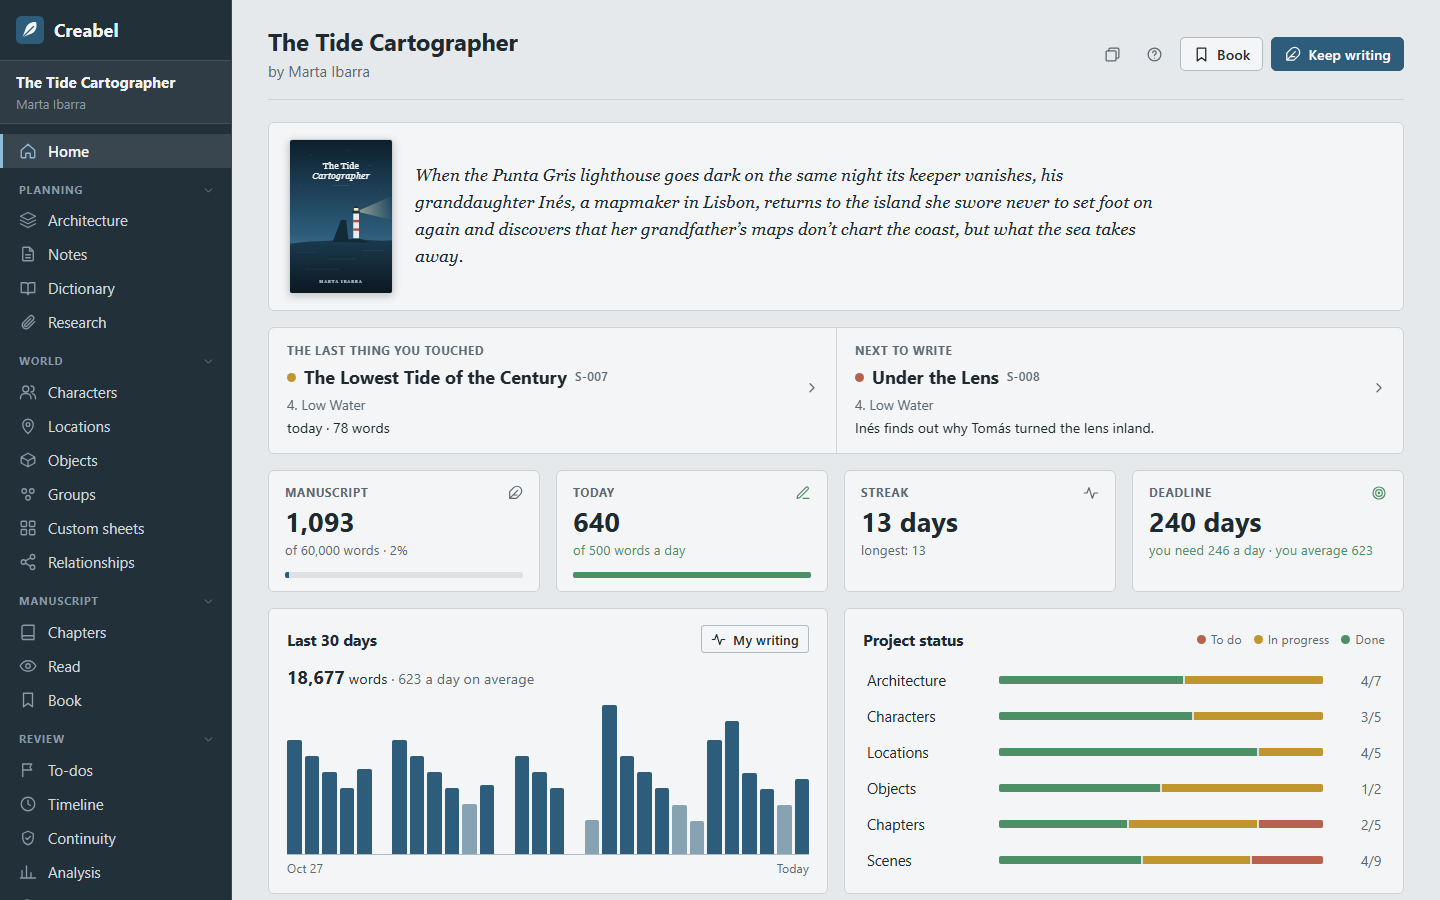 Creabel
The Tide Cartographer
Marta Ibarra
Home
PLANNING
Architecture
Notes
Dictionary
Research
WORLD
Characters
Locations
Objects
Groups
Custom sheets
Relationships
MANUSCRIPT
Chapters
Read
Book
REVIEW
To-dos
Timeline
Continuity
Analysis
The Tide Cartographer
by Marta Ibarra
Book
Keep writing
The Tide
Cartographer
MARTA IBARRA
When the Punta Gris lighthouse goes dark on the same night its keeper vanishes, his
granddaughter Inés, a mapmaker in Lisbon, returns to the island she swore never to set foot on
again and discovers that her grandfather’s maps don’t chart the coast, but what the sea takes
away.
THE LAST THING YOU TOUCHED
The Lowest Tide of the Century S-007
4. Low Water
today · 78 words
NEXT TO WRITE
Under the Lens S-008
4. Low Water
Inés finds out why Tomás turned the lens inland.
MANUSCRIPT
1,093
of 60,000 words · 2%
TODAY
640
of 500 words a day
STREAK
13 days
longest: 13
DEADLINE
240 days
you need 246 a day · you average 623
Last 30 days
My writing
18,677 words · 623 a day on average
Oct 27
Today
Project status
To do
In progress
Done
Architecture 4/7
Characters 3/5
Locations 4/5
Objects 1/2
Chapters 2/5
Scenes 4/9